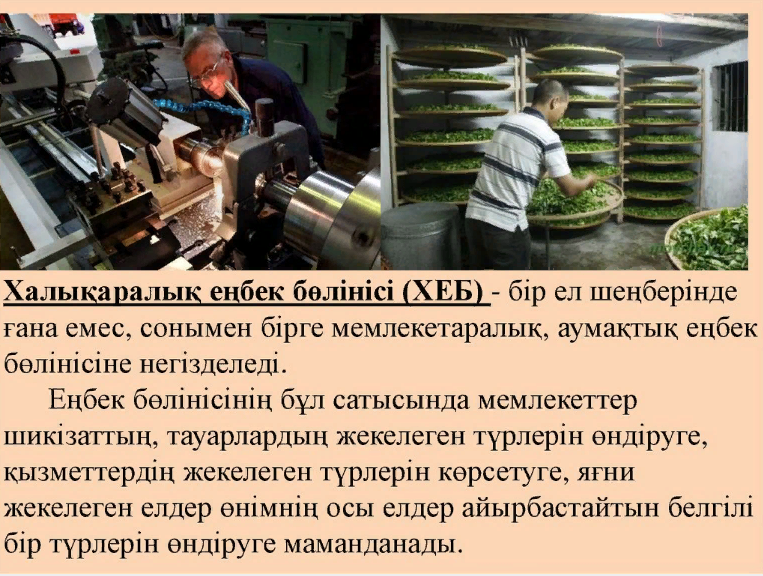 Халықаралық еңбек бөлінісі (ХЕБ) - бір ел шеңберінде
ғана емес, сонымен бірге мемлекетаралық, аумақтық еңбек
бөлінісіне негізделеді.
Еңбек бөлінісінің бұл сатысында мемлекеттер
шикізаттың, тауарлардың жекелеген түрлерін өндіруге,
қызметтердің жекелеген түрлерін көрсетуге, яғни
жекелеген елдер өнімнің осы елдер айырбастайтын белгілі
бір түрлерін өндіруге маманданады.